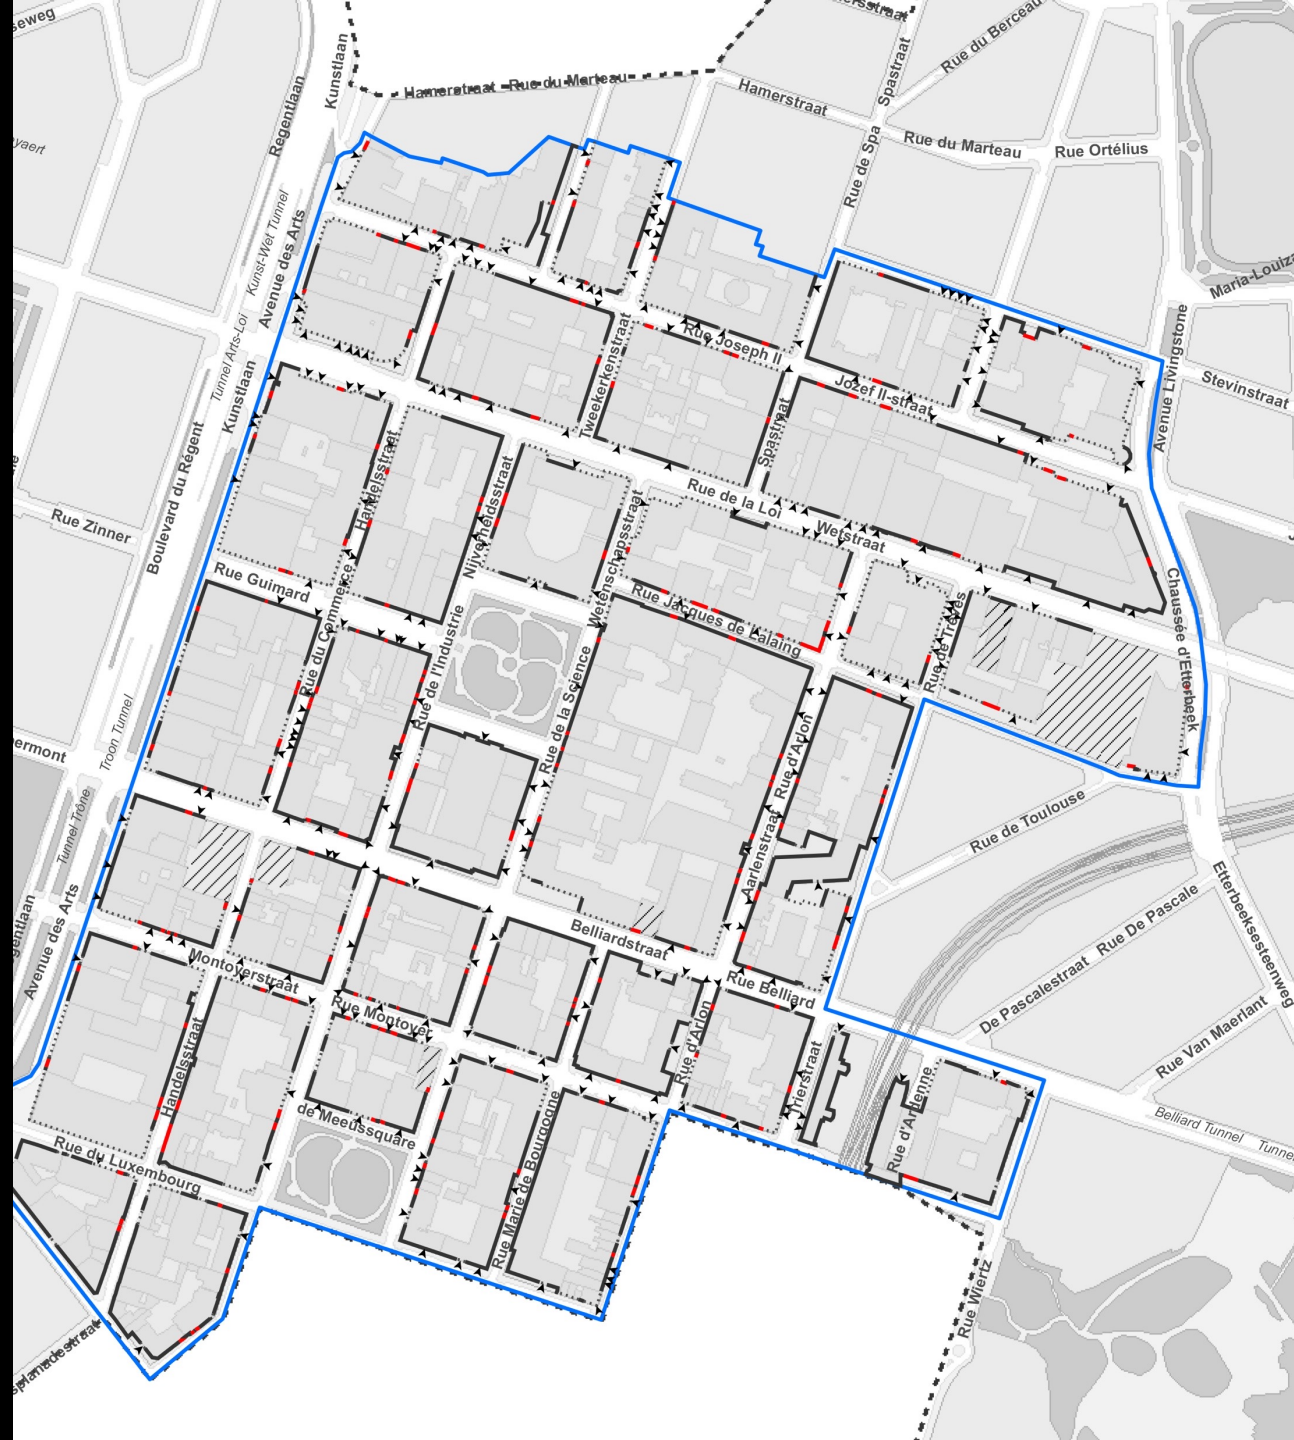 Kunstlaan
Hamerstraat
Rue du Marteau
Regentlaan
Hamerstraat
Spastraat
Rue du Berceau
Rue de Spa
Rue du Marteau
Rue Ortélius
Kunst-Wet Tunnel
Avenue des Arts
Tunnel Arts-Loi
Kunstlaan
Boulevard du Régent
Rue Zinner
Tweekerkenstraat
Rue Joseph II
Jozef II-straat
Spastraat
Avenue Livingstone
Stevinstraat
Handelsstraat
Nijverheidsstraat
Wetenschapsstraat
Rue de la Loi
Wetstraat
Rue Guimard
Rue du Commerce
Rue de l'Industrie
Rue Jacques de Lalaing
Rue de la Science
Rue de Trèves
Chaussée d'Etterbeek
Rue d'Arlon
Aarlenstraat
Troon Tunnel
Tunnel Trône
Avenue des Arts
Rue de Toulouse
Rue De Pascale
De Pascalestraat
Etterbeeksesteenweg
Belliardstraat
Rue Belliard
Montoyerstraat
Rue Montoyer
Rue d'Arlon
Trierstraat
Rue d'Ardenne
Rue Van Maerlant
Belliard Tunnel
Handelsstraat
de Meeussquare
Rue du Luxembourg
Rue Marie de Bourgogne
Rue Wiertz